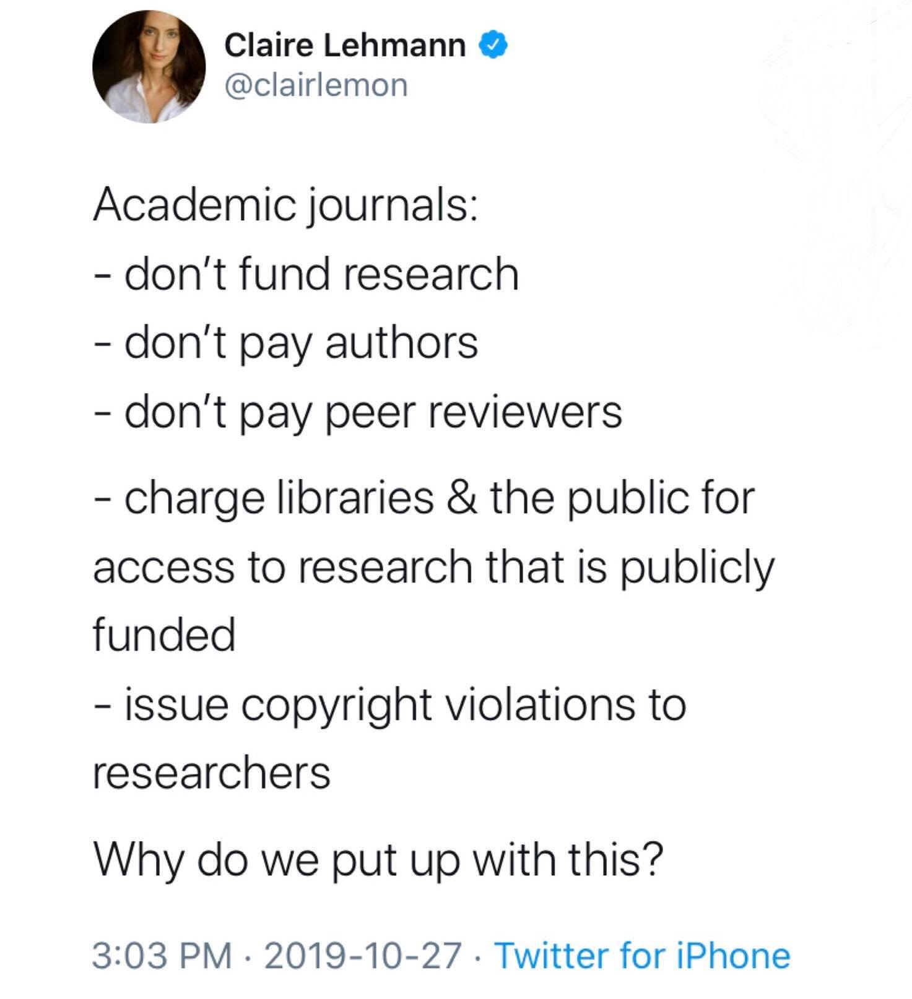 Claire Lehmann
@clairlemon
Academic journals:
- don’t fund research
- don’t pay authors
- don’t pay peer reviewers
- charge libraries & the public for
access to research that is publicly
funded
- issue copyright violations to
researchers
Why do we put up with this?
3:03 PM · 2019-10-27 · Twitter for iPhone